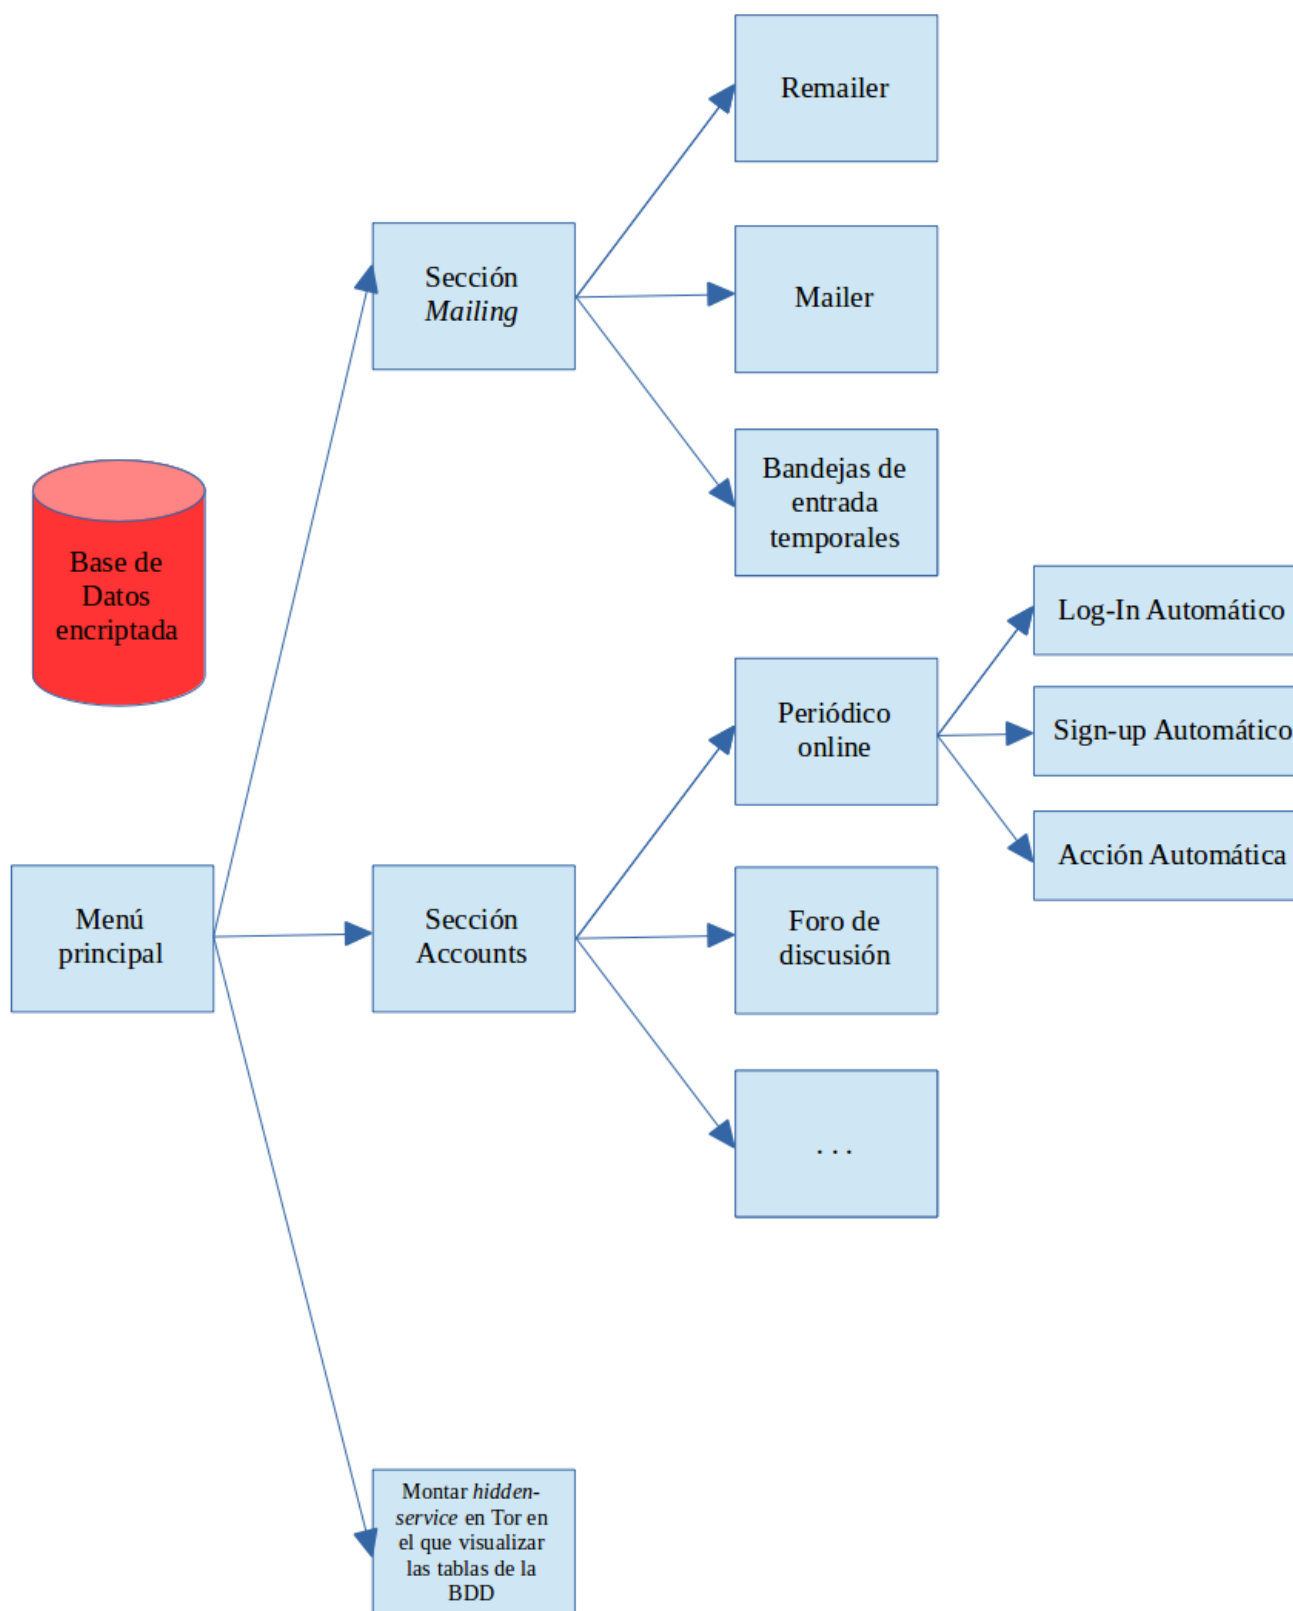 Remailer
Sección
Mailing
Mailer
Bandejas de
entrada
temporales
Base de
Datos
encriptada
Log-In Automático
Periódico
online
Sign-up Automático
Acción Automática
Menú
principal
Sección
Accounts
Foro de
discusión
. . .
Montar hidden-
service en Tor en
el que visualizar
las tablas de la
BDD